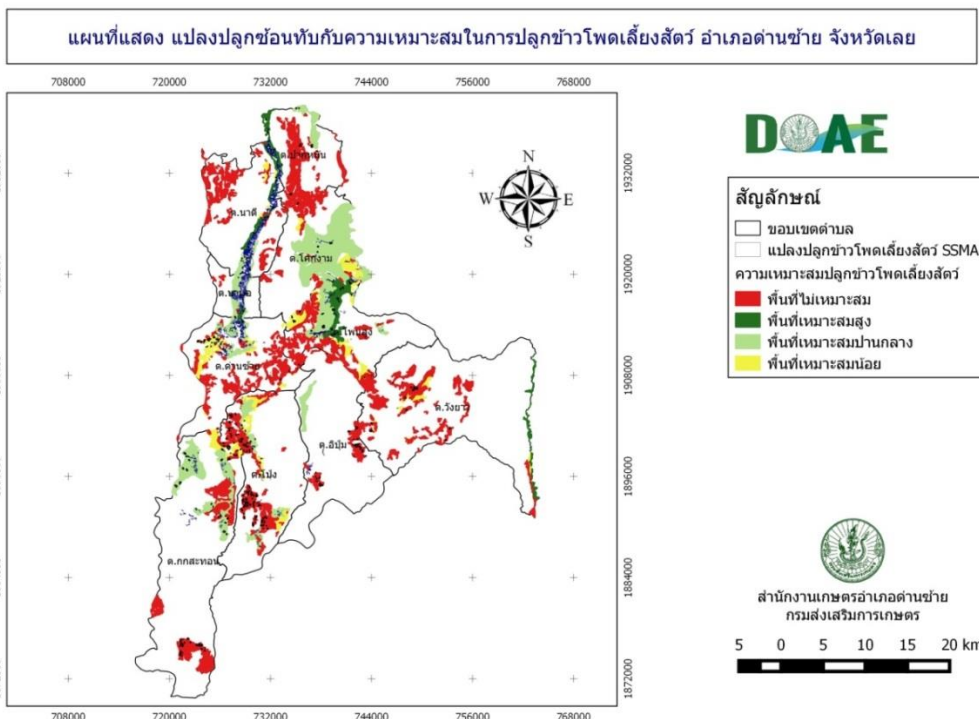 แผนที่แสดง แปลงปลูกซ้อนทับกับความเหมาะสมในการปลูกข้าวโพดเลี้ยงสัตว์ อำเภอด่านซ้าย จังหวัดเลย
708000 720000 732000 744000 756000 768000
DOAE
N
W E
S
1932000
1920000
1908000
1896000
1884000
1872000
ต.นาดี
ต.โคกงาม
ต.ด่านซ้าย
ต.วังยาว
ต.อิปุ่ม
ต.โป่ง
ต.กกสะทอน
สัญลักษณ์
ขอบเขตตำบล
แปลงปลูกข้าวโพดเลี้ยงสัตว์ SSMA
ความเหมาะสมปลูกข้าวโพดเลี้ยงสัตว์
พื้นที่ไม่เหมาะสม
พื้นที่เหมาะสมสูง
พื้นที่เหมาะสมปานกลาง
พื้นที่เหมาะสมน้อย
สำนักงานเกษตรอำเภอด่านซ้าย
กรมส่งเสริมการเกษตร
5 0 5 10 15 20 km
708000 720000 732000 744000 756000 768000